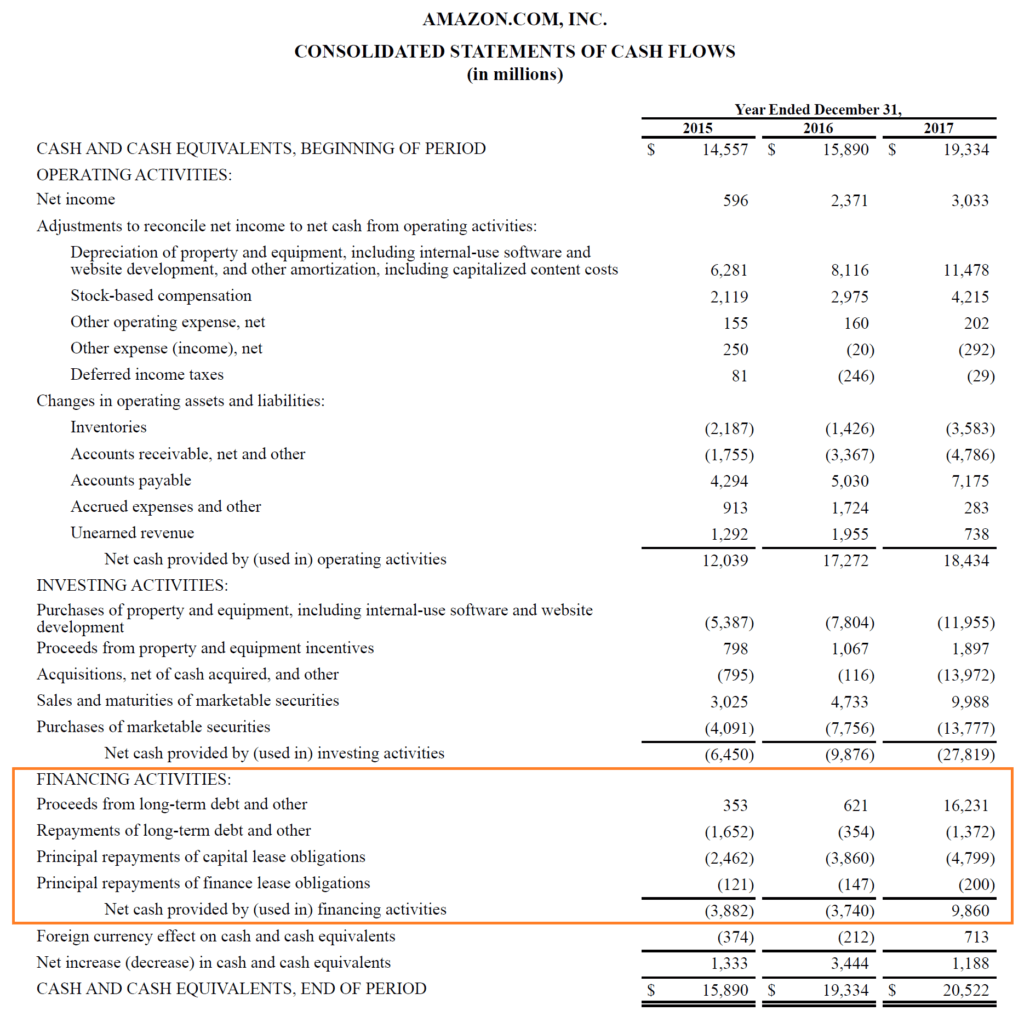 AMAZON.COM, INC.
CONSOLIDATED STATEMENTS OF CASH FLOWS
(in millions)
Year Ended December 31,
2015 2016 2017
CASH AND CASH EQUIVALENTS, BEGINNING OF PERIOD $ 14,557 $ 15,890 $ 19,334
OPERATING ACTIVITIES:
Net income 596 2,371 3,033
Adjustments to reconcile net income to net cash from operating activities:
Depreciation of property and equipment, including internal-use software and
website development, and other amortization, including capitalized content costs 6,281 8,116 11,478
Stock-based compensation 2,119 2,975 4,215
Other operating expense, net 155 160 202
Other expense (income), net 250 (20) (292)
Deferred income taxes 81 (246) (29)
Changes in operating assets and liabilities:
Inventories (2,187) (1,426) (3,583)
Accounts receivable, net and other (1,755) (3,367) (4,786)
Accounts payable 4,294 5,030 7,175
Accrued expenses and other 913 1,724 283
Unearned revenue 1,292 1,955 738
Net cash provided by (used in) operating activities 12,039 17,272 18,434
INVESTING ACTIVITIES:
Purchases of property and equipment, including internal-use software and website
development (5,387) (7,804) (11,955)
Proceeds from property and equipment incentives 798 1,067 1,897
Acquisitions, net of cash acquired, and other (795) (116) (13,972)
Sales and maturities of marketable securities 3,025 4,733 9,988
Purchases of marketable securities (4,091) (7,756) (13,777)
Net cash provided by (used in) investing activities (6,450) (9,876) (27,819)
FINANCING ACTIVITIES:
Proceeds from long-term debt and other 353 621 16,231
Repayments of long-term debt and other (1,652) (354) (1,372)
Principal repayments of capital lease obligations (2,462) (3,860) (4,799)
Principal repayments of finance lease obligations (121) (147) (200)
Net cash provided by (used in) financing activities (3,882) (3,740) 9,860
Foreign currency effect on cash and cash equivalents (374) (212) 713
Net increase (decrease) in cash and cash equivalents 1,333 3,444 1,188
CASH AND CASH EQUIVALENTS, END OF PERIOD $ 15,890 $ 19,334 $ 20,522